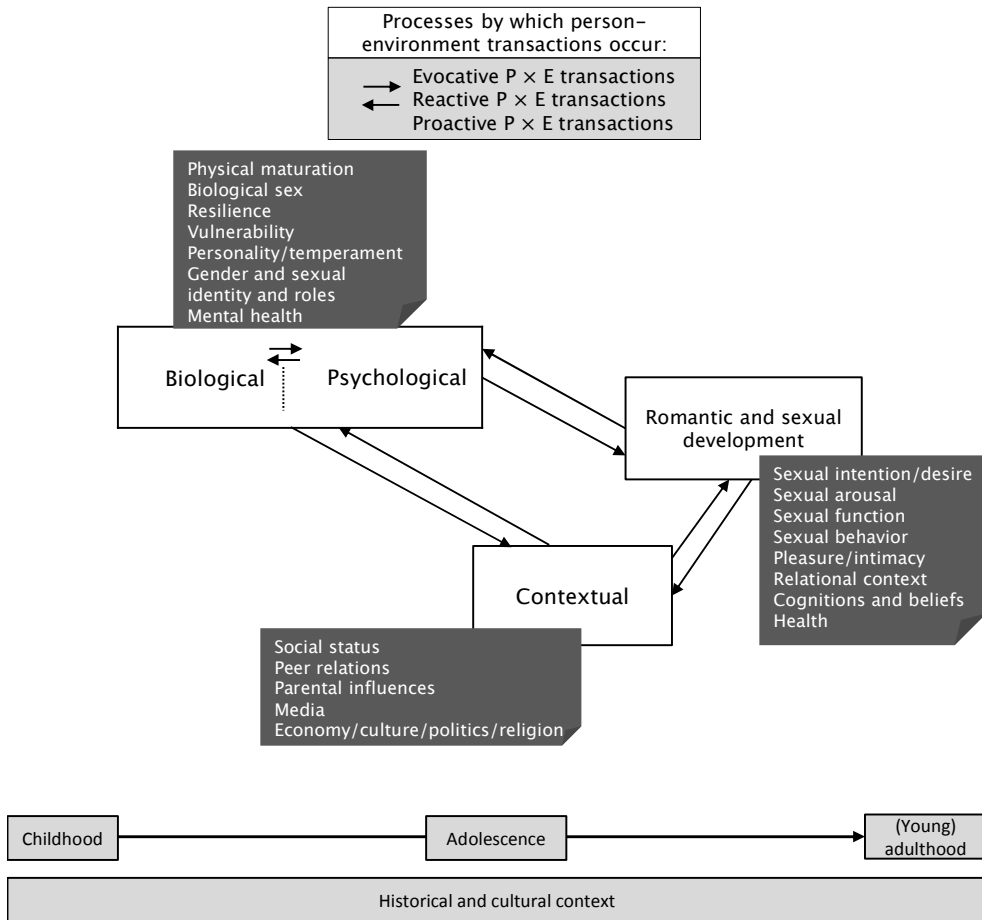 Processes by which person-
environment transactions occur:
Evocative P × E transactions
Reactive P × E transactions
Proactive P × E transactions
Physical maturation
Biological sex
Resilience
Vulnerability
Personality/temperament
Gender and sexual
identity and roles
Mental health
Biological
Psychological
Romantic and sexual
development
Sexual intention/desire
Sexual arousal
Sexual function
Sexual behavior
Pleasure/intimacy
Relational context
Cognitions and beliefs
Health
Contextual
Social status
Peer relations
Parental influences
Media
Economy/culture/politics/religion
Childhood
Adolescence
(Young)
adulthood
Historical and cultural context